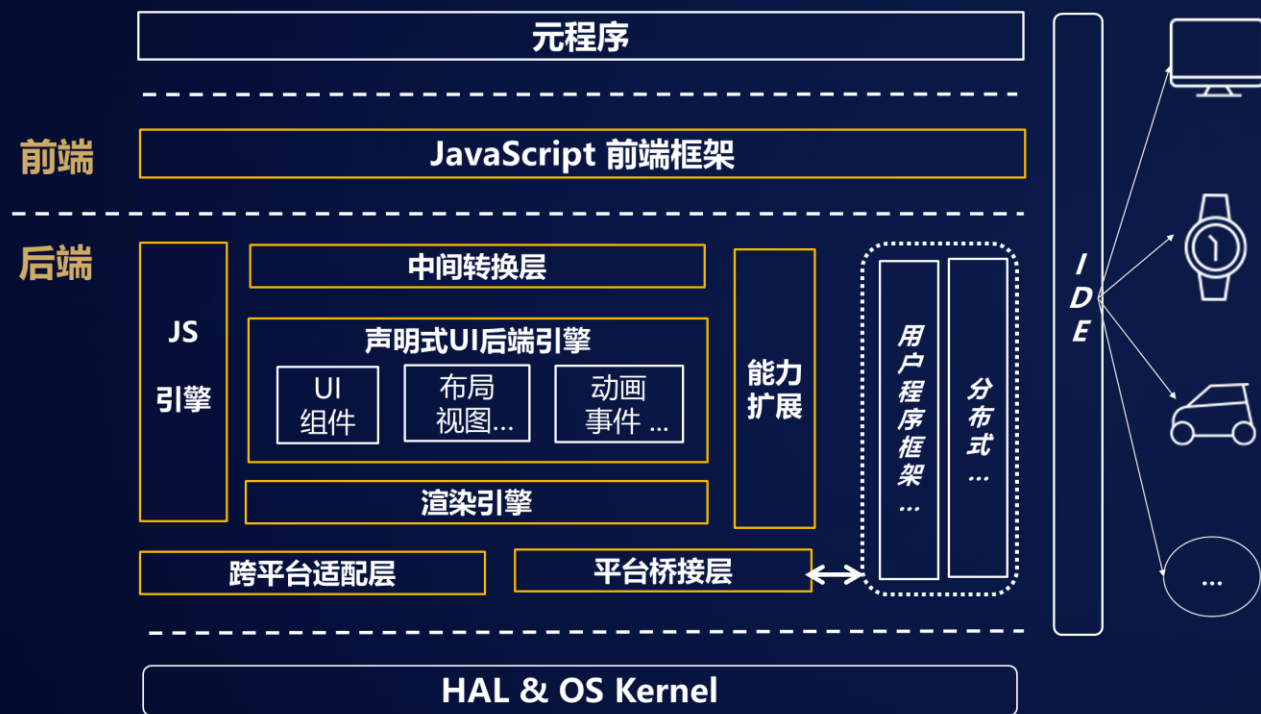 元程序
前端
JavaScript 前端框架
后端
JS
引擎
中间转换层
声明式UI后端引擎
UI
组件
布局
视图...
动画
事件 ...
渲染引擎
能力
扩展
用户程序框架...
分布式...
跨平台适配层
平台桥接层
HAL & OS Kernel
IDE
...